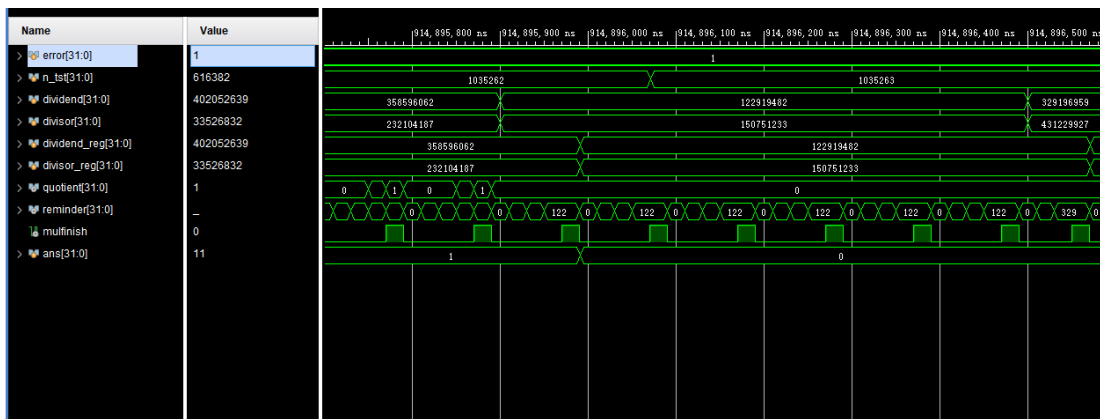 Name Value
914,895,800 ns 914,895,900 ns 914,896,000 ns 914,896,100 ns 914,896,200 ns 914,896,300 ns 914,896,400 ns 914,896,500 ns
error[31:0] 1 1
n_tst[31:0] 616382 1035262 1035263
dividend[31:0] 402052639 358596062 122919482 329196959
divisor[31:0] 33526832 232104187 150751233 431229927
dividend_reg[31:0] 402052639 358596062 122919482
divisor_reg[31:0] 33526832 232104187 150751233
quotient[31:0] 1 0 1 0 1 0
reminder[31:0] _ 0 0 122 0 122 0 122 0 122 0 122 0 122 0 329 0
mulfinish 0
ans[31:0] 11 1 0